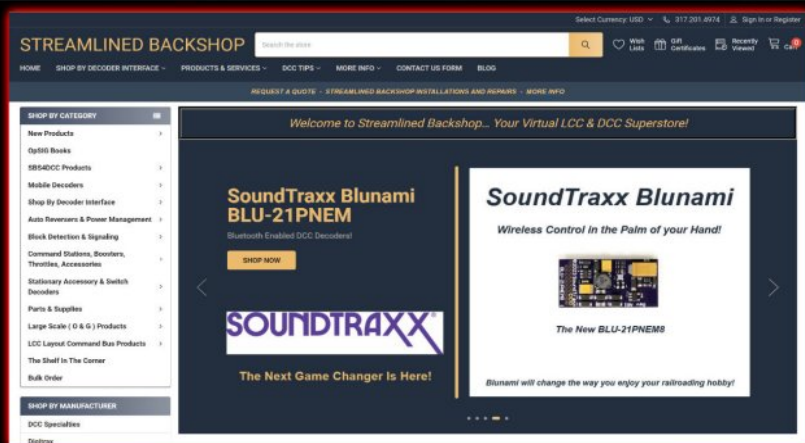 Select Currency: USD 317.201.4974 Sign in or Register
STREAMLINED BACKSHOP
Search the store
Wish Lists
Gift Certificates
Recently Viewed
Cart
HOME SHOP BY DECODER INTERFACE PRODUCTS & SERVICES DCC TIPS MORE INFO CONTACT US FORM BLOG
REQUEST A QUOTE - STREAMLINED BACKSHOP INSTALLATIONS AND REPAIRS - MORE INFO
SHOP BY CATEGORY
New Products
OpSIG Books
SBS4DCC Products
Mobile Decoders
Shop By Decoder Interface
Auto Reversers & Power Management
Block Detection & Signaling
Command Stations, Boosters,
Throttles, Accessories
Stationary Accessory & Switch
Decoders
Parts & Supplies
Large Scale ( O & G ) Products
LCC Layout Command Bus Products
The Shelf In The Corner
Bulk Order
SHOP BY MANUFACTURER
DCC Specialties
Digitrax
Welcome to Streamlined Backshop... Your Virtual LCC & DCC Superstore!
SoundTraxx Blunami
BLU-21PNEM
Bluetooth Enabled DCC Decoders!
SHOP NOW
SOUNDTRAXX
The Next Game Changer Is Here!
SoundTraxx Blunami
Wireless Control in the Palm of your Hand!
The New BLU-21PNEM8
Blunami will change the way you enjoy your railroading hobby!